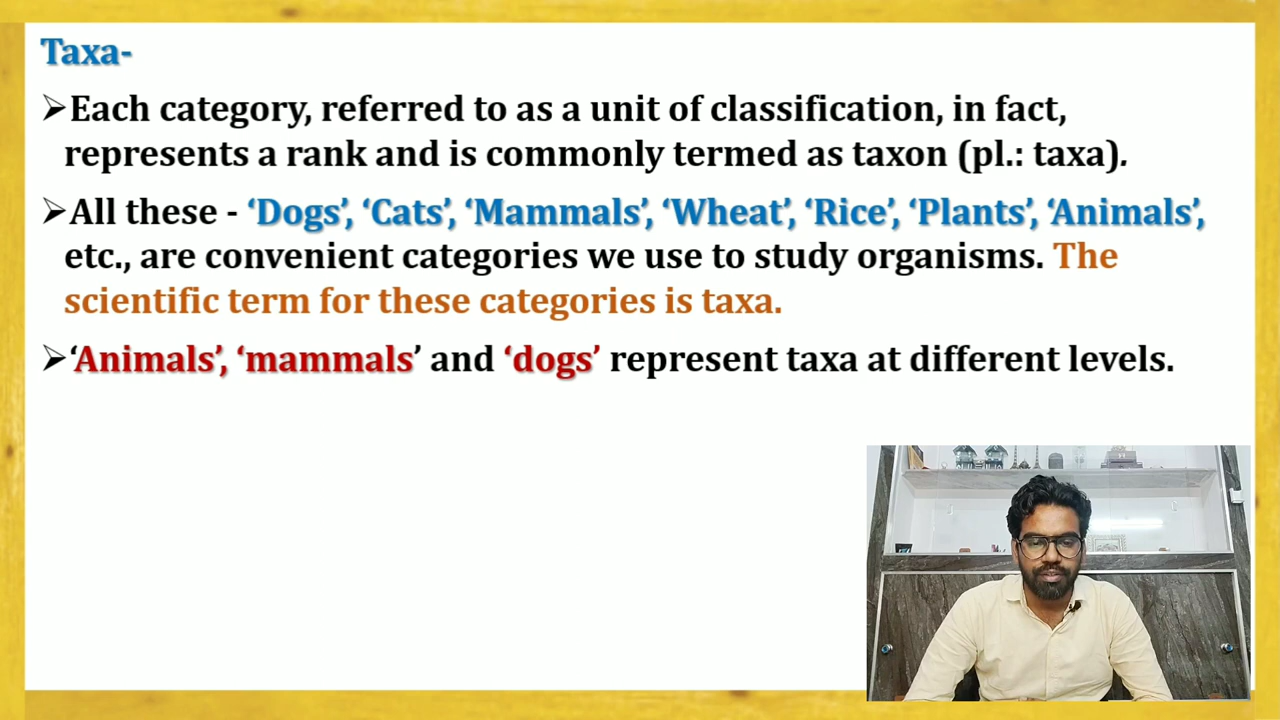 Taxa-
➢Each category, referred to as a unit of classification, in fact,
represents a rank and is commonly termed as taxon (pl.: taxa).
➢All these - ‘Dogs’, ‘Cats’, ‘Mammals’, ‘Wheat’, ‘Rice’, ‘Plants’, ‘Animals’,
etc., are convenient categories we use to study organisms. The
scientific term for these categories is taxa.
➢‘Animals’, ‘mammals’ and ‘dogs’ represent taxa at different levels.